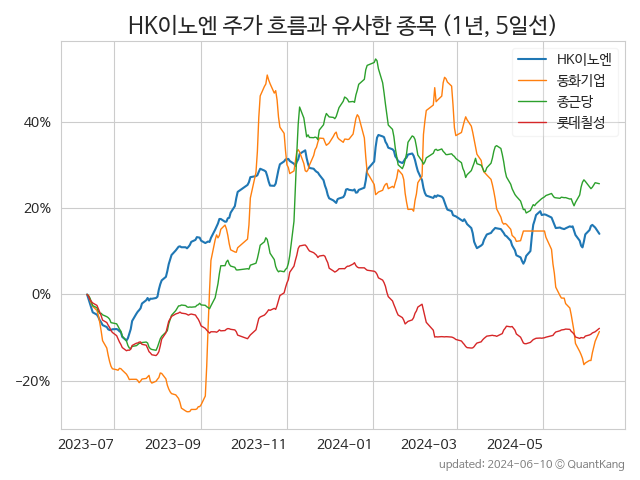 HK이노엔 주가 흐름과 유사한 종목 (1년, 5일선)
HK이노엔
동화기업
종근당
롯데칠성
40%
20%
0%
−20%
2023-07 2023-09 2023-11 2024-01 2024-03 2024-05
updated: 2024-06-10 © QuantKang